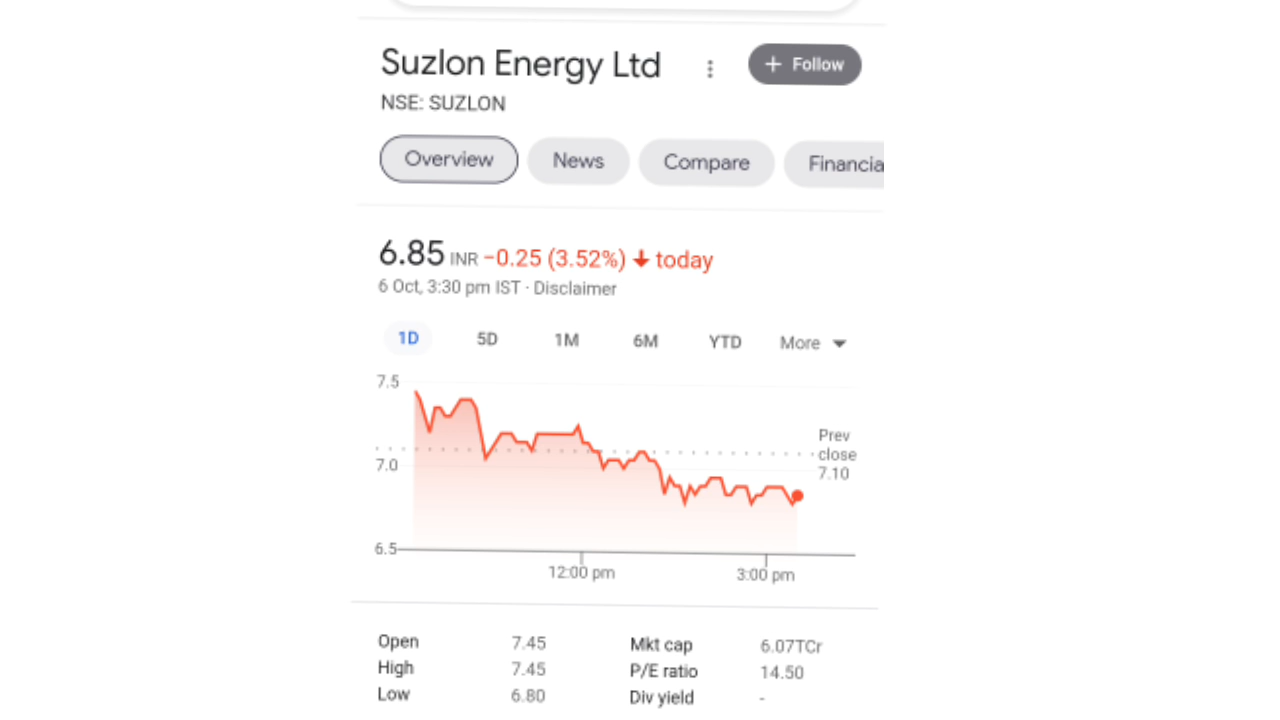 Suzlon Energy Ltd
+ Follow
NSE: SUZLON
Overview News Compare Financia
6.85 INR −0.25 (3.52%) ↓ today
6 Oct, 3:30 pm IST · Disclaimer
1D 5D 1M 6M YTD More
7.5
Prev
close
7.10
7.0
6.5
12:00 pm 3:00 pm
Open 7.45 Mkt cap 6.07TCr
High 7.45 P/E ratio 14.50
Low 6.80 Div yield -